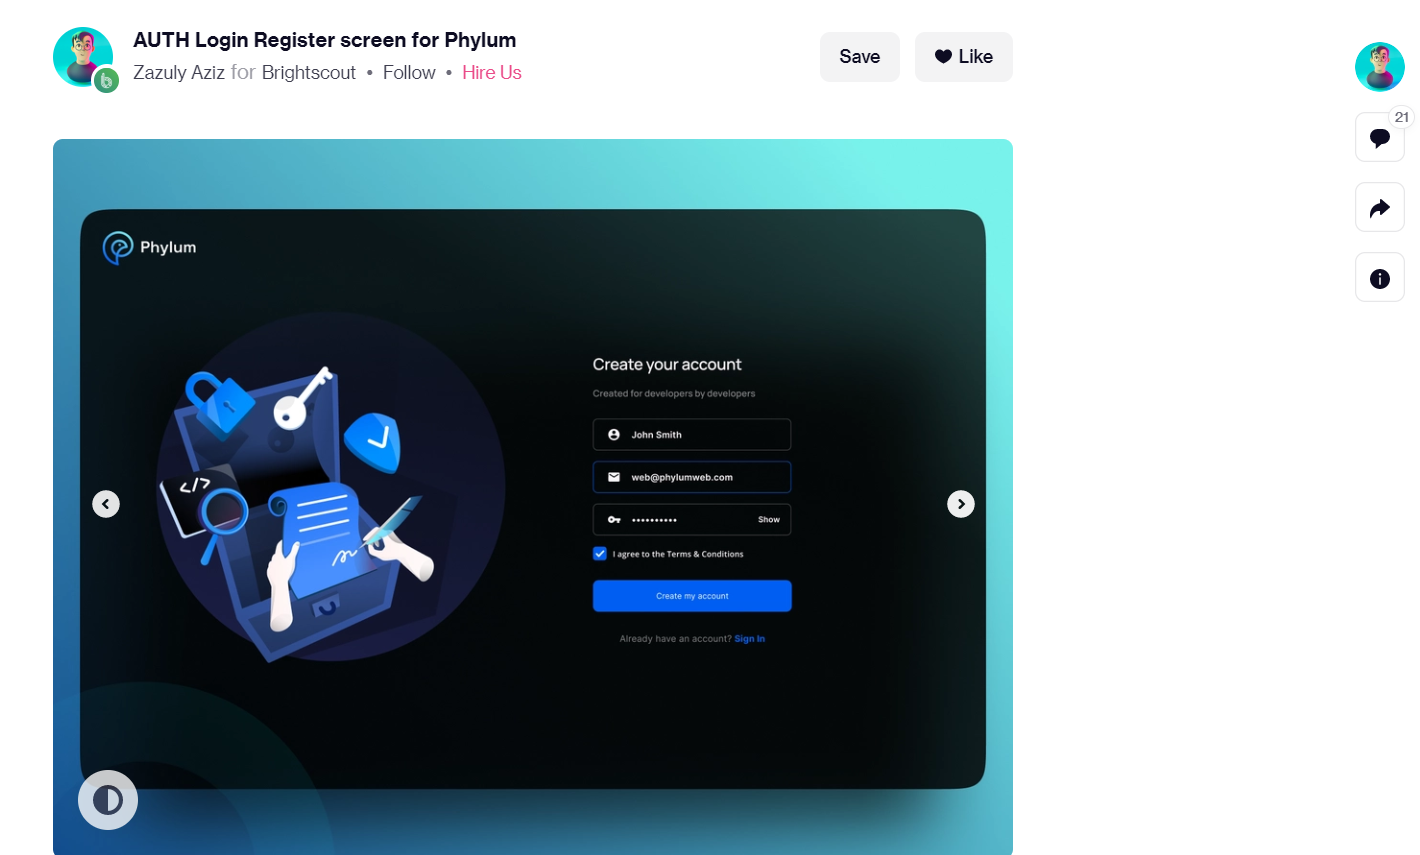 AUTH Login Register screen for Phylum
Zazuly Aziz for Brightscout • Follow • Hire Us
Save
Like
21
Phylum
Create your account
Created for developers by developers
John Smith
web@phylumweb.com
•••••••••• Show
I agree to the Terms & Conditions
Create my account
Already have an account? Sign In
</>